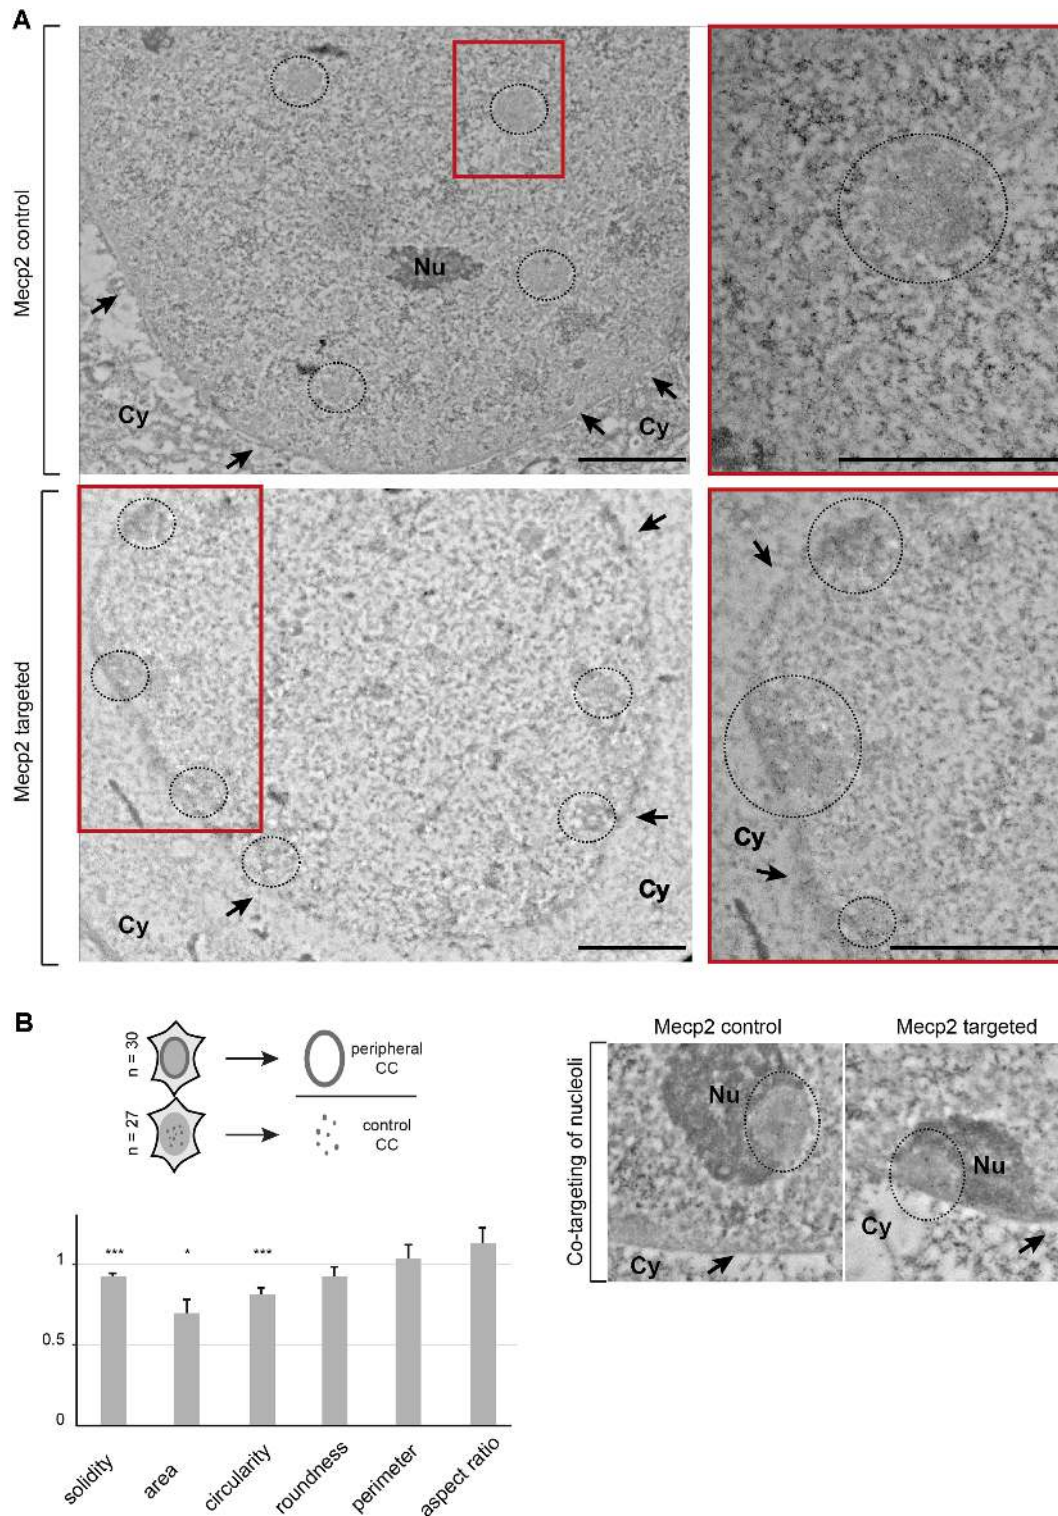 A
Mecp2 control
Nu
Cy
Cy
Mecp2 targeted
Cy
Cy
Cy
B
n = 30
peripheral
CC
n = 27
control
CC
1
0.5
0
***
*
***
solidity
area
circularity
roundness
perimeter
aspect ratio
Mecp2 control
Mecp2 targeted
Co-targeting of nucleoli
Nu
Cy
Nu
Cy